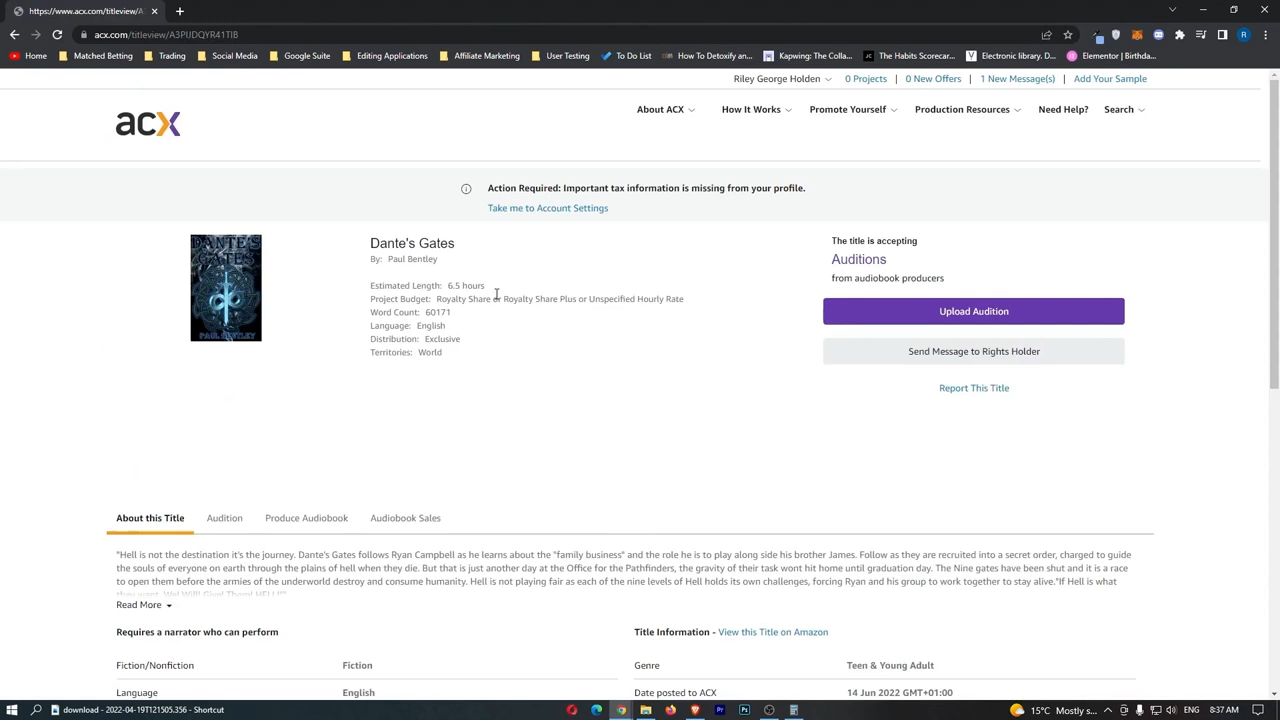 https://www.acx.com/titleview/A
acx.com/titleview/A3PUDQYR41TIB
Home
Matched Betting
Trading
Social Media
Google Suite
Editing Applications
Affiliate Marketing
User Testing
To Do List
How to Detoxify an...
Kapwing: The Colla...
The Habits Scorecar...
Electronic library. D...
Elementor | Birthda...
Riley George Holden
0 Projects | 0 New Offers | 1 New Message(s) | Add Your Sample
acx
About ACX
How It Works
Promote Yourself
Production Resources
Need Help?
Search
Action Required: Important tax information is missing from your profile.
Take me to Account Settings
DANTE'S GATES
PAUL BENTLEY
Dante's Gates
By: Paul Bentley
Estimated Length: 6.5 hours
Project Budget: Royalty Share or Royalty Share Plus or Unspecified Hourly Rate
Word Count: 60171
Language: English
Distribution: Exclusive
Territories: World
The title is accepting
Auditions
from audiobook producers
Upload Audition
Send Message to Rights Holder
Report This Title
About this Title
Audition
Produce Audiobook
Audiobook Sales
"Hell is not the destination it's the journey. Dante's Gates follows Ryan Campbell as he learns about the "family business" and the role he is to play along side his brother James. Follow as they are recruited into a secret order, charged to guide
the souls of everyone on earth through the plains of hell when they die. But that is just another day at the Office for the Pathfinders, the gravity of their task wont hit home until graduation day. The Nine gates have been shut and it is a race
to open them before the armies of the underworld destroy and consume humanity. Hell is not playing fair as each of the nine levels of Hell holds its own challenges, forcing Ryan and his group to work together to stay alive."If Hell is what
they want, We! Will! Give! Them! HELL!""
Read More
Requires a narrator who can perform
Fiction/Nonfiction Fiction
Language English
Title Information - View this Title on Amazon
Genre Teen & Young Adult
Date posted to ACX 14 Jun 2022 GMT+01:00
download - 2022-04-19T121505.356 - Shortcut
15°C Mostly s...
ENG
8:37 AM